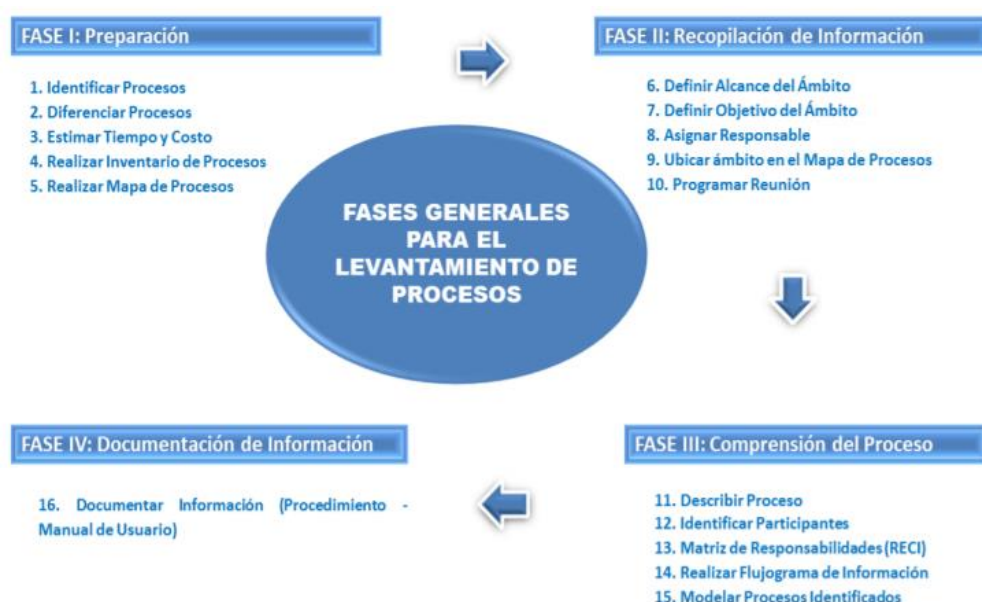 FASE I: Preparación
1. Identificar Procesos
2. Diferenciar Procesos
3. Estimar Tiempo y Costo
4. Realizar Inventario de Procesos
5. Realizar Mapa de Procesos
FASE II: Recopilación de Información
6. Definir Alcance del Ámbito
7. Definir Objetivo del Ámbito
8. Asignar Responsable
9. Ubicar ámbito en el Mapa de Procesos
10. Programar Reunión
FASES GENERALES
PARA EL
LEVANTAMIENTO DE
PROCESOS
FASE III: Comprensión del Proceso
11. Describir Proceso
12. Identificar Participantes
13. Matriz de Responsabilidades (RECI)
14. Realizar Flujograma de Información
15. Modelar Procesos Identificados
FASE IV: Documentación de Información
16. Documentar Información (Procedimiento -
Manual de Usuario)